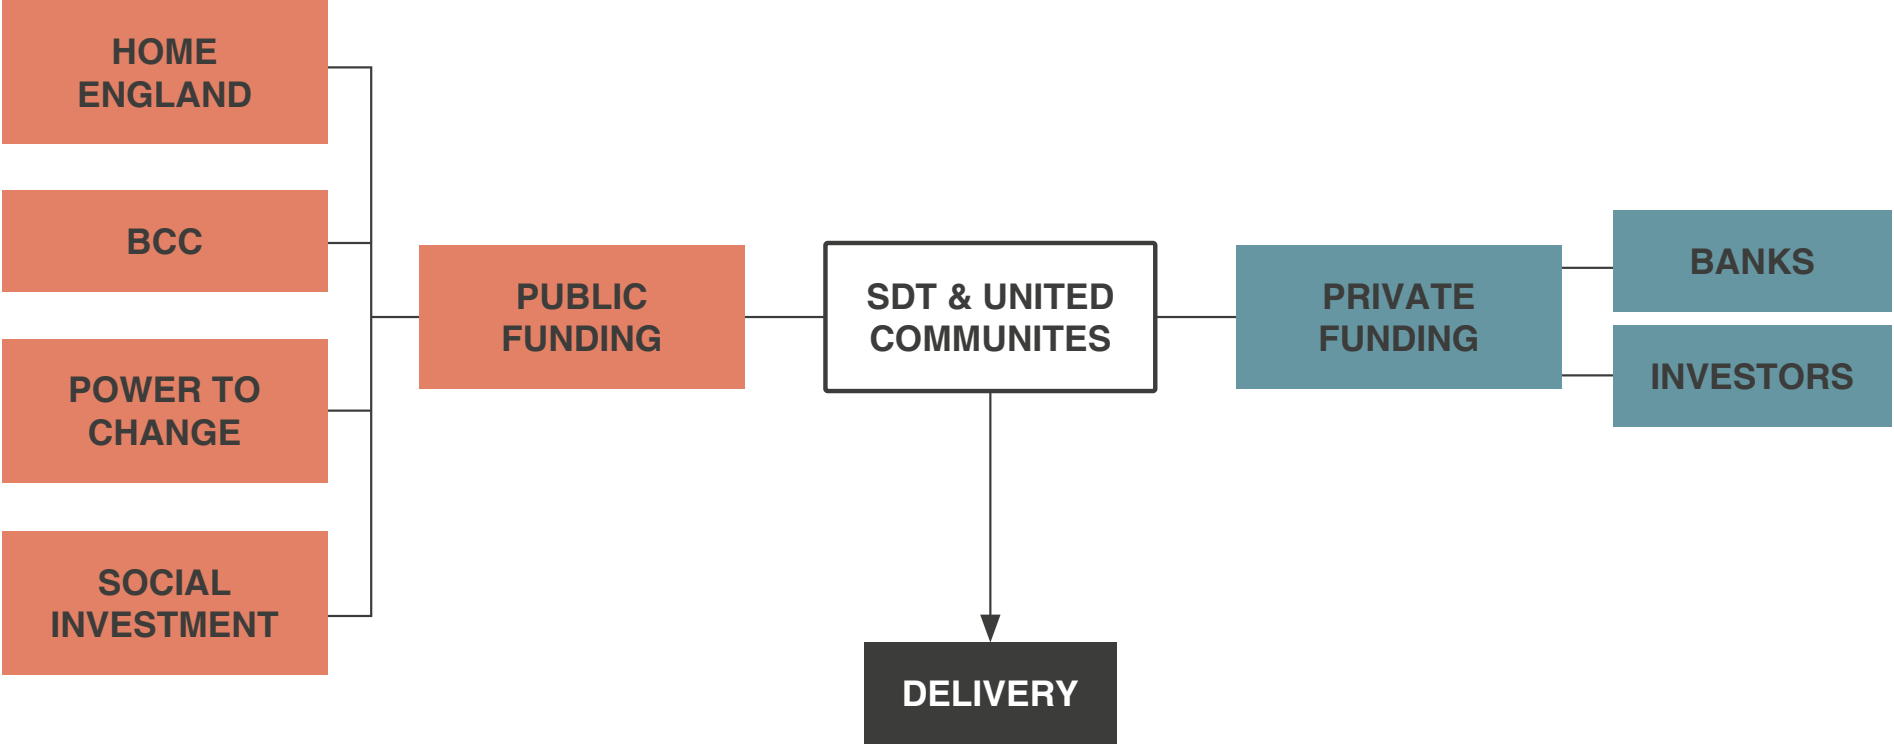 HOME
ENGLAND
BCC
POWER TO
CHANGE
SOCIAL
INVESTMENT
PUBLIC
FUNDING
SDT & UNITED
COMMUNITES
PRIVATE
FUNDING
BANKS
INVESTORS
DELIVERY